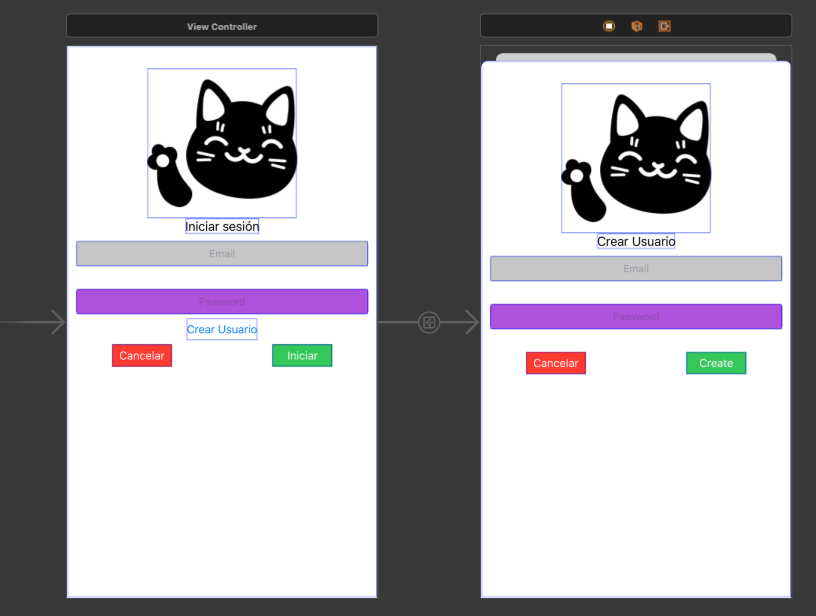 View Controller
Iniciar sesión
Email
Password
Crear Usuario
Cancelar
Iniciar
Crear Usuario
Email
Password
Cancelar
Create